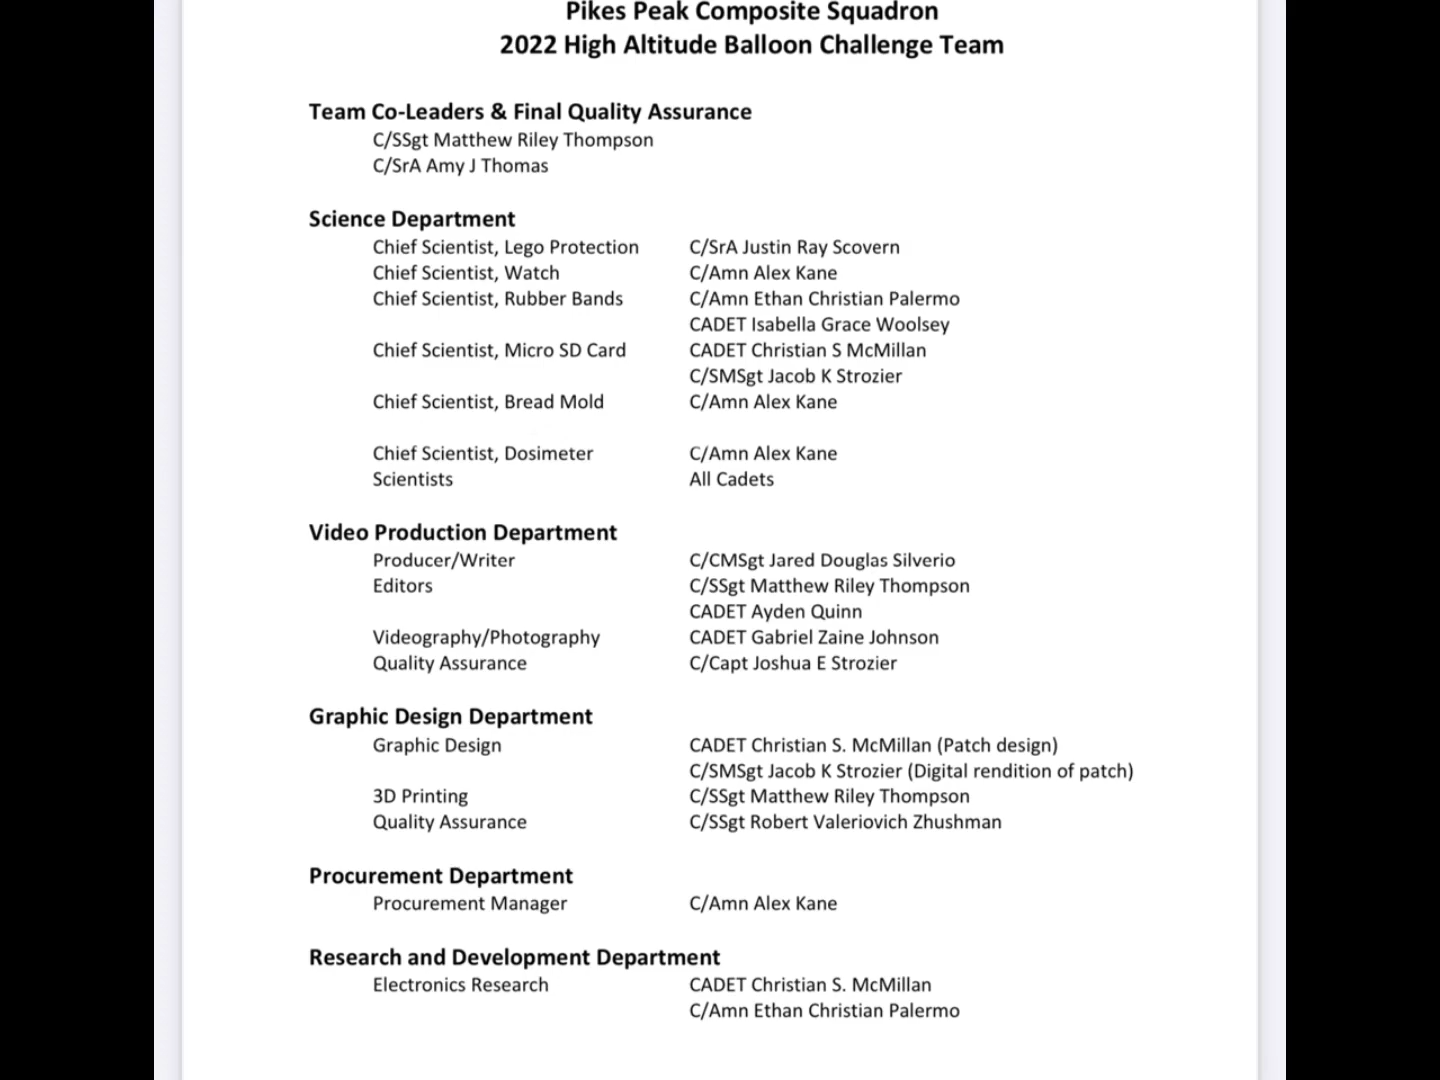 Pikes Peak Composite Squadron
2022 High Altitude Balloon Challenge Team
Team Co-Leaders & Final Quality Assurance
C/SSgt Matthew Riley Thompson
C/SrA Amy J Thomas
Science Department
Chief Scientist, Lego Protection C/SrA Justin Ray Scovern
Chief Scientist, Watch C/Amn Alex Kane
Chief Scientist, Rubber Bands C/Amn Ethan Christian Palermo
CADET Isabella Grace Woolsey
Chief Scientist, Micro SD Card CADET Christian S McMillan
C/SMSgt Jacob K Strozier
Chief Scientist, Bread Mold C/Amn Alex Kane
Chief Scientist, Dosimeter C/Amn Alex Kane
Scientists All Cadets
Video Production Department
Producer/Writer C/CMSgt Jared Douglas Silverio
Editors C/SSgt Matthew Riley Thompson
CADET Ayden Quinn
Videography/Photography CADET Gabriel Zaine Johnson
Quality Assurance C/Capt Joshua E Strozier
Graphic Design Department
Graphic Design CADET Christian S. McMillan (Patch design)
C/SMSgt Jacob K Strozier (Digital rendition of patch)
3D Printing C/SSgt Matthew Riley Thompson
Quality Assurance C/SSgt Robert Valeriovich Zhushman
Procurement Department
Procurement Manager C/Amn Alex Kane
Research and Development Department
Electronics Research CADET Christian S. McMillan
C/Amn Ethan Christian Palermo